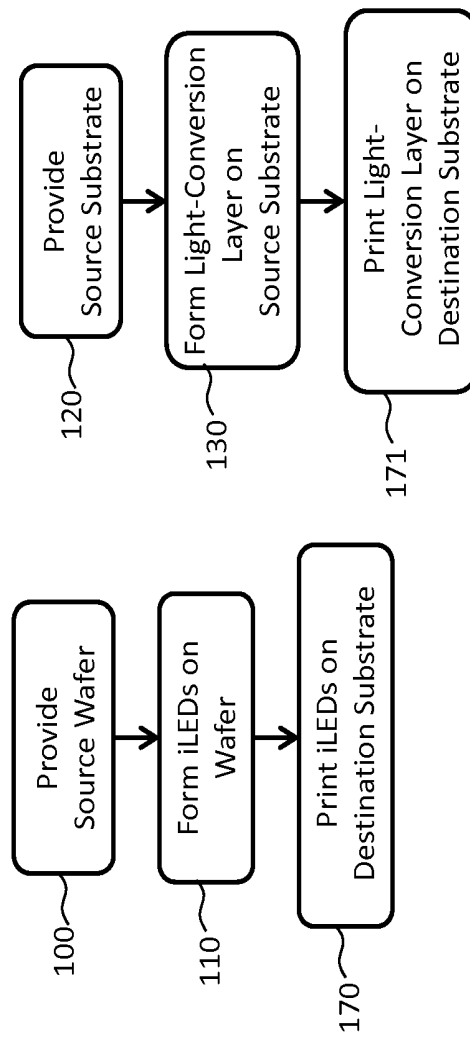 100
Provide
Source Wafer
110
Form iLEDs on
Wafer
170
Print iLEDs on
Destination Substrate
120
Provide
Source Substrate
130
Form Light-Conversion
Layer on
Source Substrate
171
Print Light-
Conversion Layer on
Destination Substrate